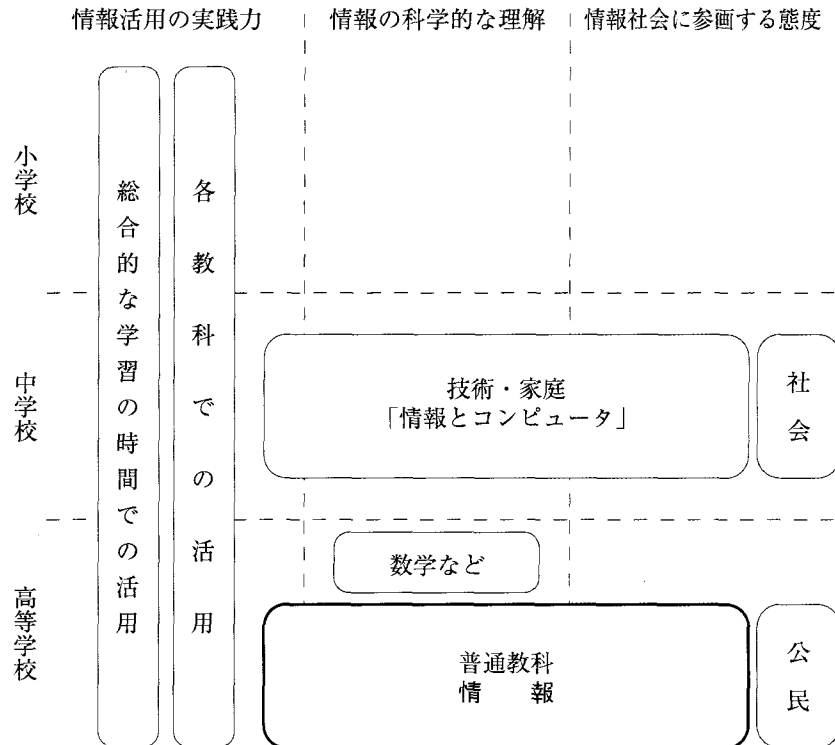 情報活用の実践力
情報の科学的な理解
情報社会に参画する態度
小学校
中学校
高等学校
総合的な学習の時間での活用
各教科での活用
技術・家庭
「情報とコンピュータ」
社会
数学など
普通教科
情 報
公民